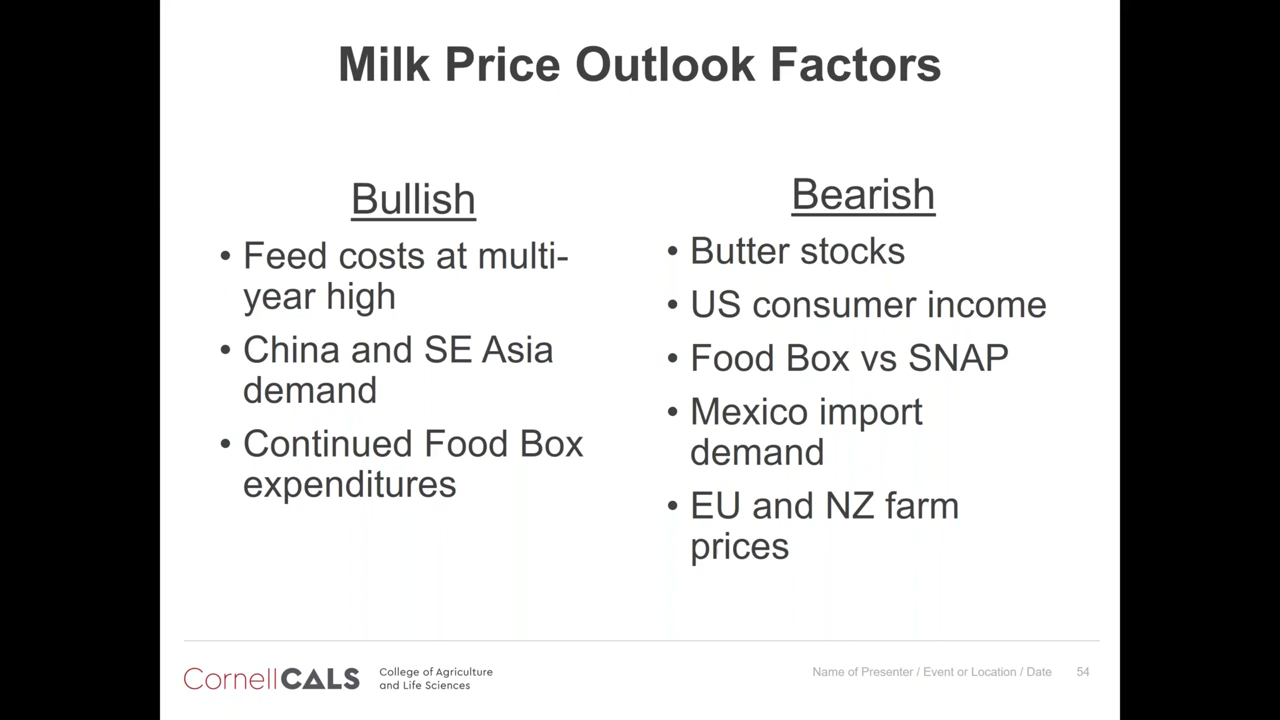 Milk Price Outlook Factors
Bullish
• Feed costs at multi-
year high
• China and SE Asia
demand
• Continued Food Box
expenditures
Bearish
• Butter stocks
• US consumer income
• Food Box vs SNAP
• Mexico import
demand
• EU and NZ farm
prices
CornellCALS
College of Agriculture
and Life Sciences
Name of Presenter / Event or Location / Date
54